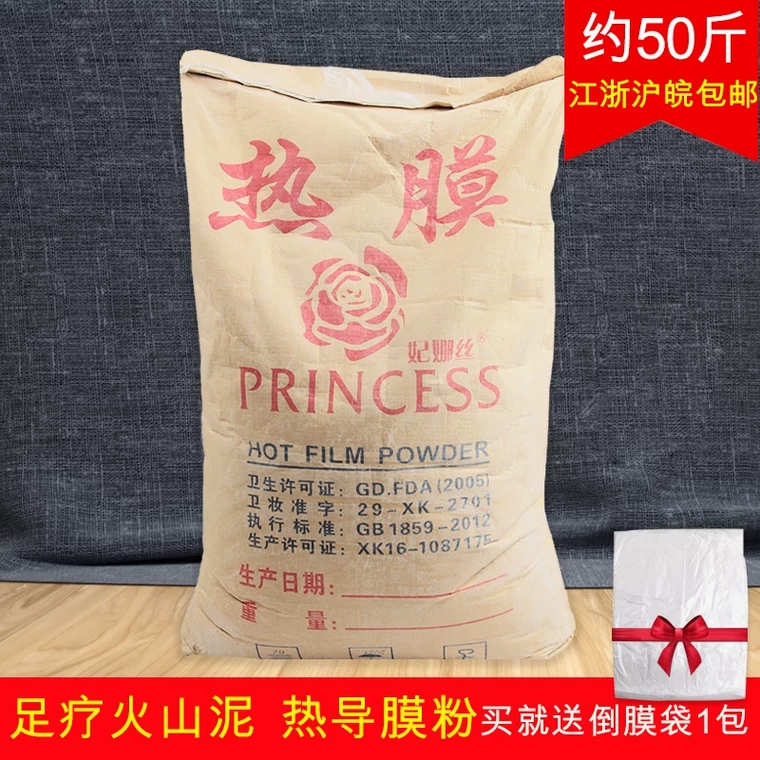 约50斤
江浙沪皖包邮
热膜
妃娜丝®
PRINCESS
HOT FILM POWDER
卫生许可证：GD.FDA(2005)
卫妆准字：29-XK-2701
执行标准：GB1859-2012
生产许可证：XK16-1087175
生产日期：
重量：
足疗火山泥 热导膜粉买就送倒膜袋1包